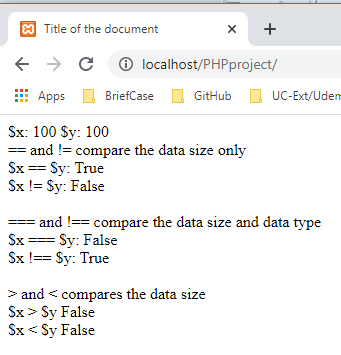 Title of the document
localhost/PHPproject/
Apps BriefCase GitHub UC-Ext/Udem
$x: 100 $y: 100
== and != compare the data size only
$x == $y: True
$x != $y: False
=== and !== compare the data size and data type
$x === $y: False
$x !== $y: True
> and < compares the data size
$x > $y False
$x < $y False